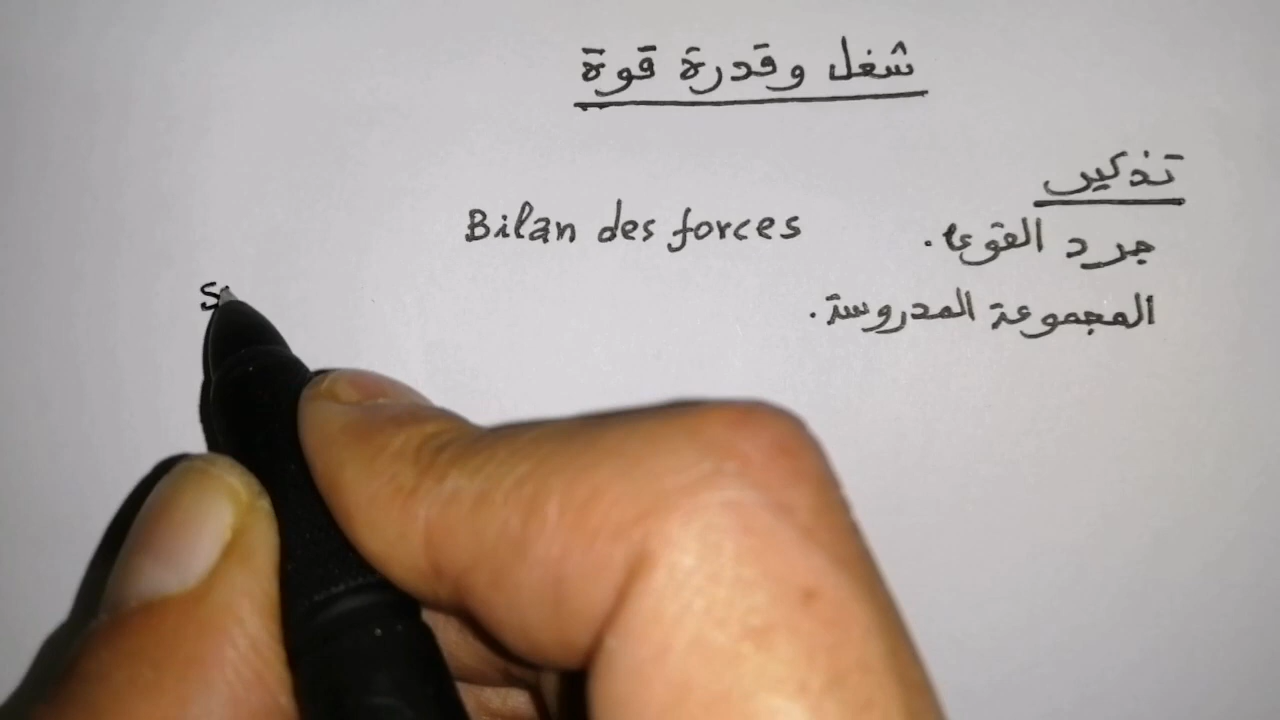 شغل وقدرة قوة
تذكير
جرد القوى. Bilan des forces
المجموعة المدروسة.
S